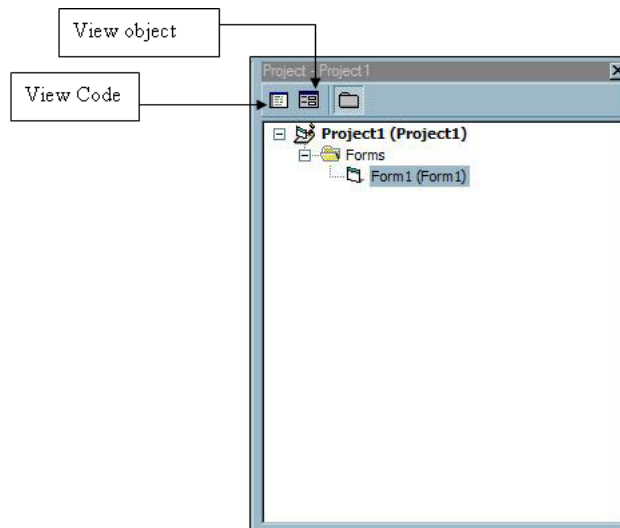 View object
View Code
Project - Project1
Project1 (Project1)
Forms
Form1 (Form1)